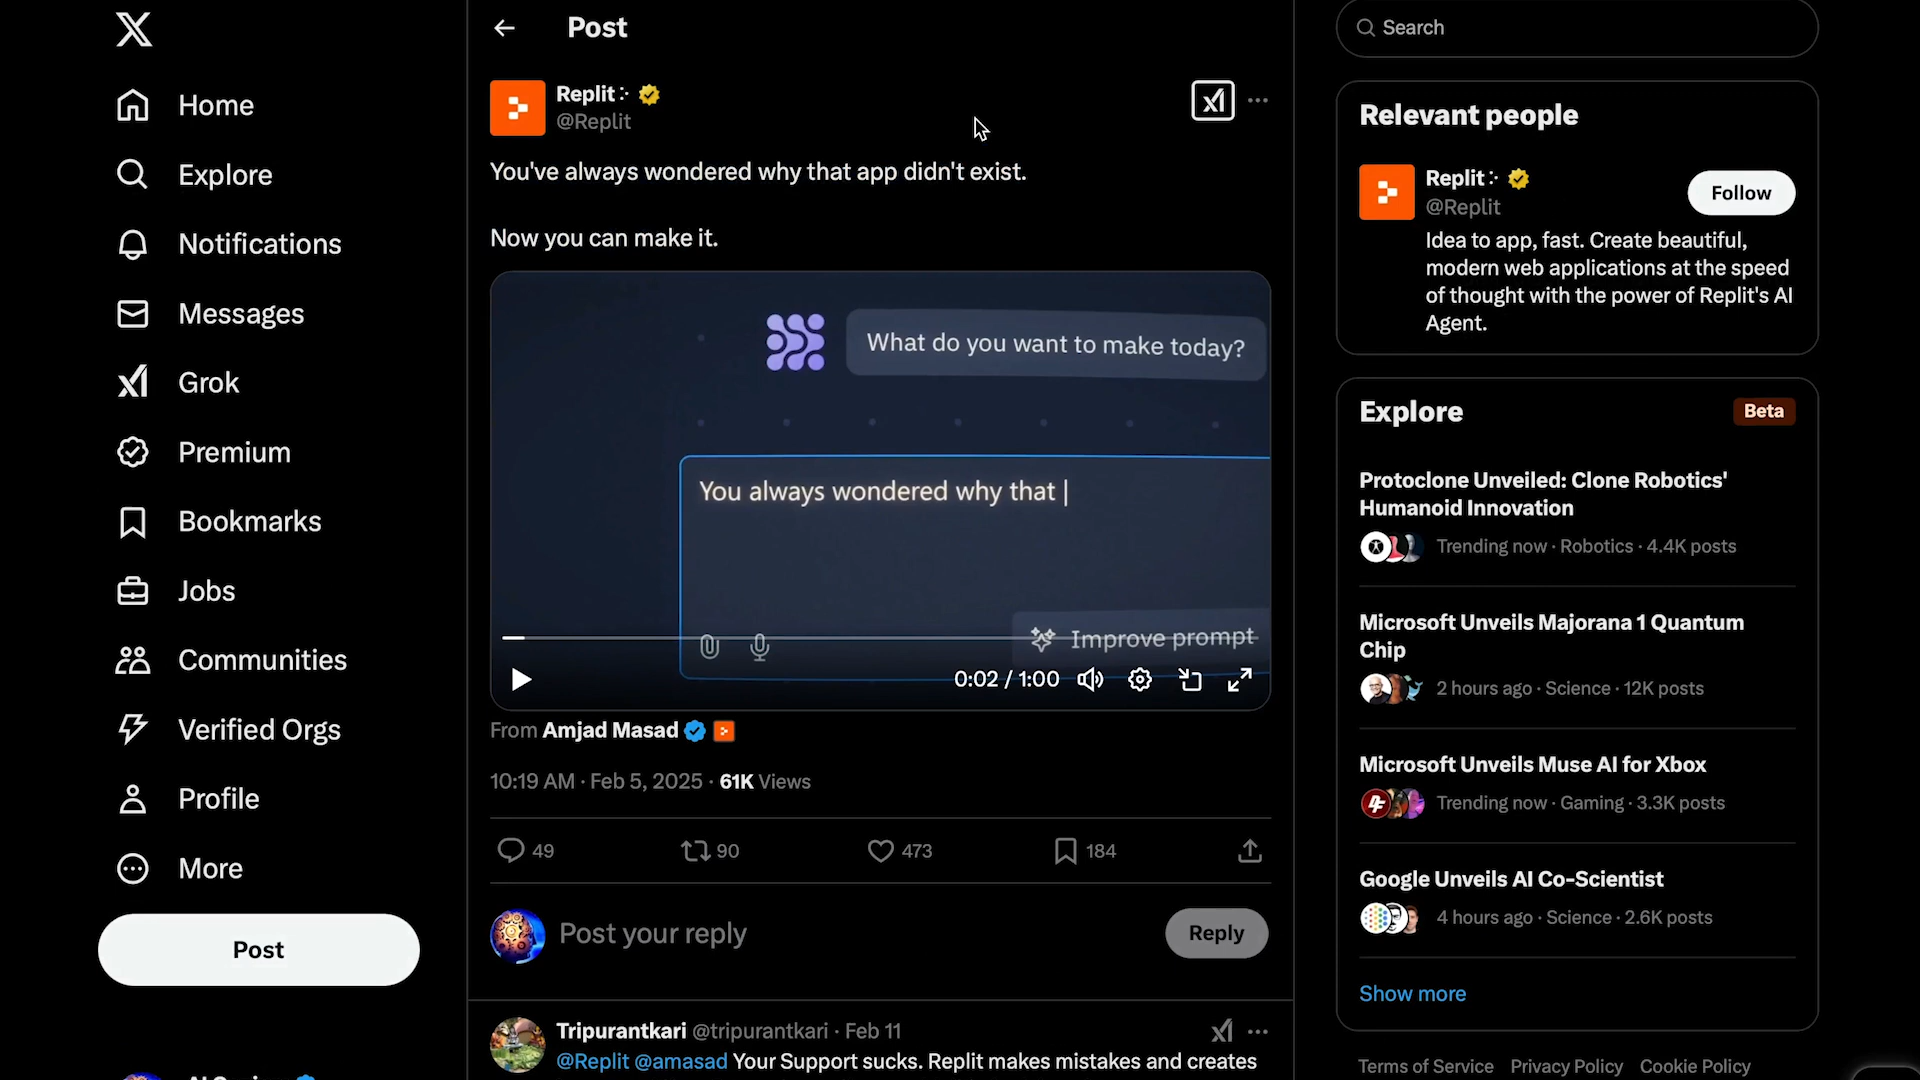 Home
Explore
Notifications
Messages
Grok
Premium
Bookmarks
Jobs
Communities
Verified Orgs
Profile
More
Post
Post
Replit
@Replit
You've always wondered why that app didn't exist.
Now you can make it.
What do you want to make today?
You always wondered why that
Improve prompt
0:02 / 1:00
From Amjad Masad
10:19 AM · Feb 5, 2025 · 61K Views
49
90
473
184
Post your reply
Reply
Tripurantkari @tripurantkari · Feb 11
@Replit @amasad Your Support sucks. Replit makes mistakes and creates
Search
Relevant people
Replit
@Replit
Follow
Idea to app, fast. Create beautiful,
modern web applications at the speed
of thought with the power of Replit's AI
Agent.
Explore
Beta
Protoclone Unveiled: Clone Robotics'
Humanoid Innovation
Trending now · Robotics · 4.4K posts
Microsoft Unveils Majorana 1 Quantum
Chip
2 hours ago · Science · 12K posts
Microsoft Unveils Muse AI for Xbox
Trending now · Gaming · 3.3K posts
Google Unveils AI Co-Scientist
4 hours ago · Science · 2.6K posts
Show more
Terms of Service Privacy Policy Cookie Policy